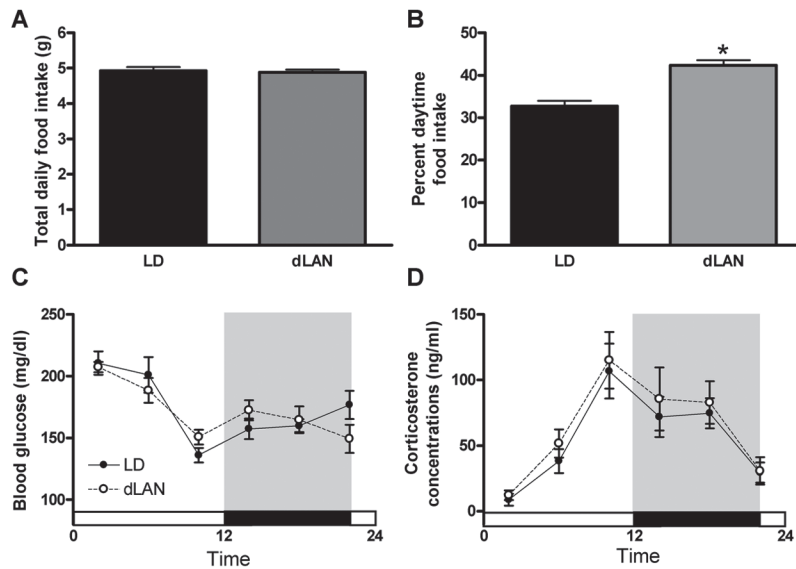 A
Total daily food intake (g)
6
5
4
3
2
1
0
LD
dLAN
B
Percent daytime
food intake
50
40
30
20
10
0
*
LD
dLAN
C
Blood glucose (mg/dl)
250
200
150
100
LD
dLAN
0
12
24
Time
D
Corticosterone
concentrations (ng/ml)
150
100
50
0
0
12
24
Time